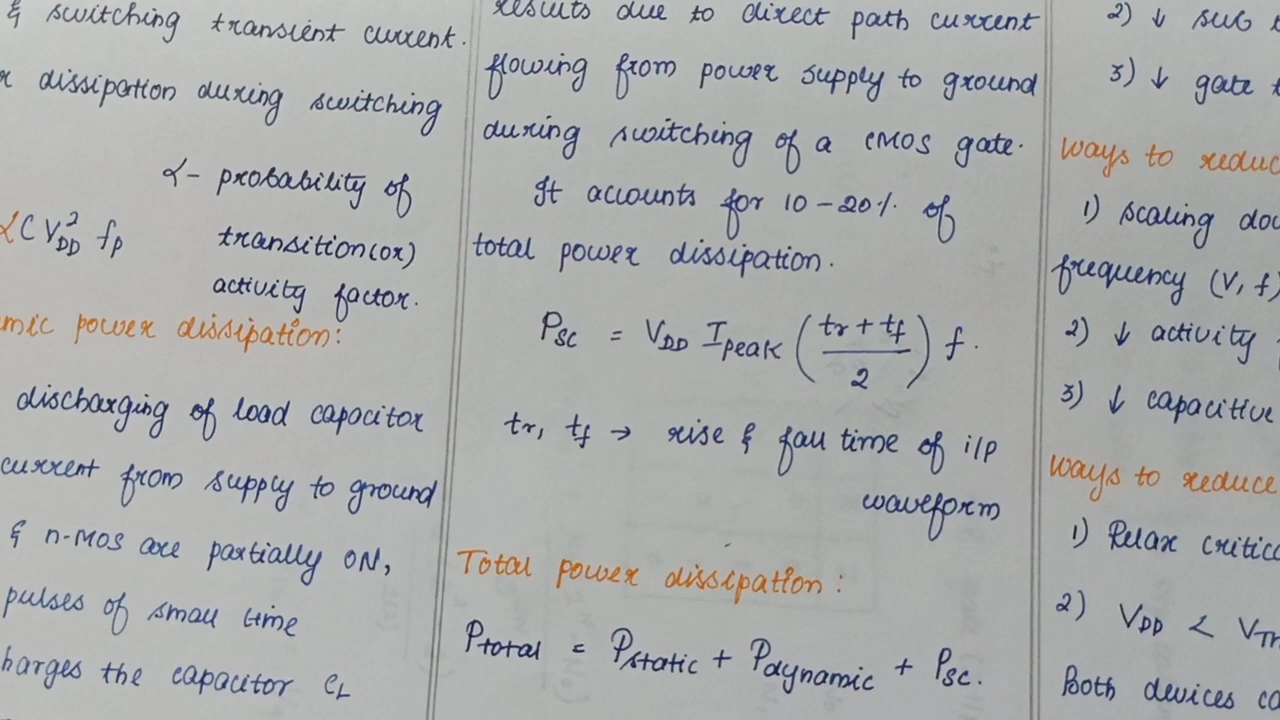 & switching transient current.
dissipation during switching
α- probability of
transition (or)
activity factor.
αC V²DD fp
mic power dissipation:
discharging of load capacitor
current from supply to ground
& n-MOS are partially ON,
pulses of small time
harges the capacitor CL
results due to direct path current
flowing from power supply to ground
during switching of a CMOS gate.
It accounts for 10-20% of
total power dissipation.
Psc = VDD Ipeak (tr + tf / 2) f.
tr, tf → rise & fall time of i/p
waveform
Total power dissipation:
Ptotal = Pstatic + Pdynamic + Psc.
2) ↓ sub
3) ↓ gate
ways to reduc
1) scaling dow
frequency (V, f)
2) ↓ activity
3) ↓ capacitive
ways to reduce
1) Relax critic
2) VDD < VTh
Both devices